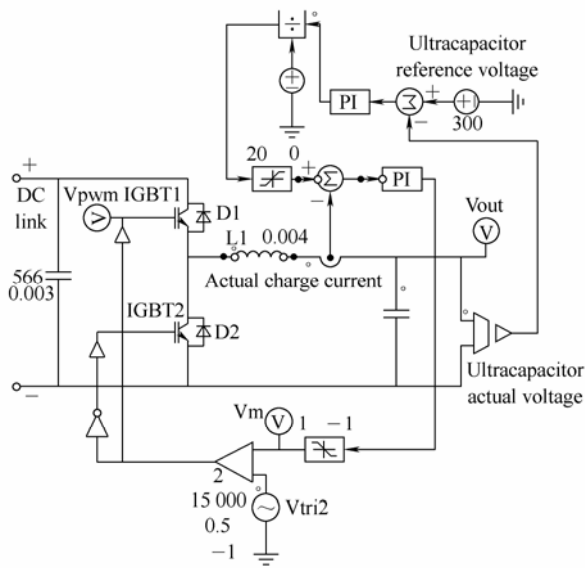 ÷
Ultracapacitor
reference voltage
PI
Σ
+
−
+ 1
300
20 0
+
Σ
−
PI
+
DC
link
Vpwm IGBT1
V
D1
L1 0.004
Vout
V
566
0.003
Actual charge current
IGBT2
D2
Ultracapacitor
actual voltage
−
Vm
V
1 −1
2
15 000
0.5
−1
Vtri2